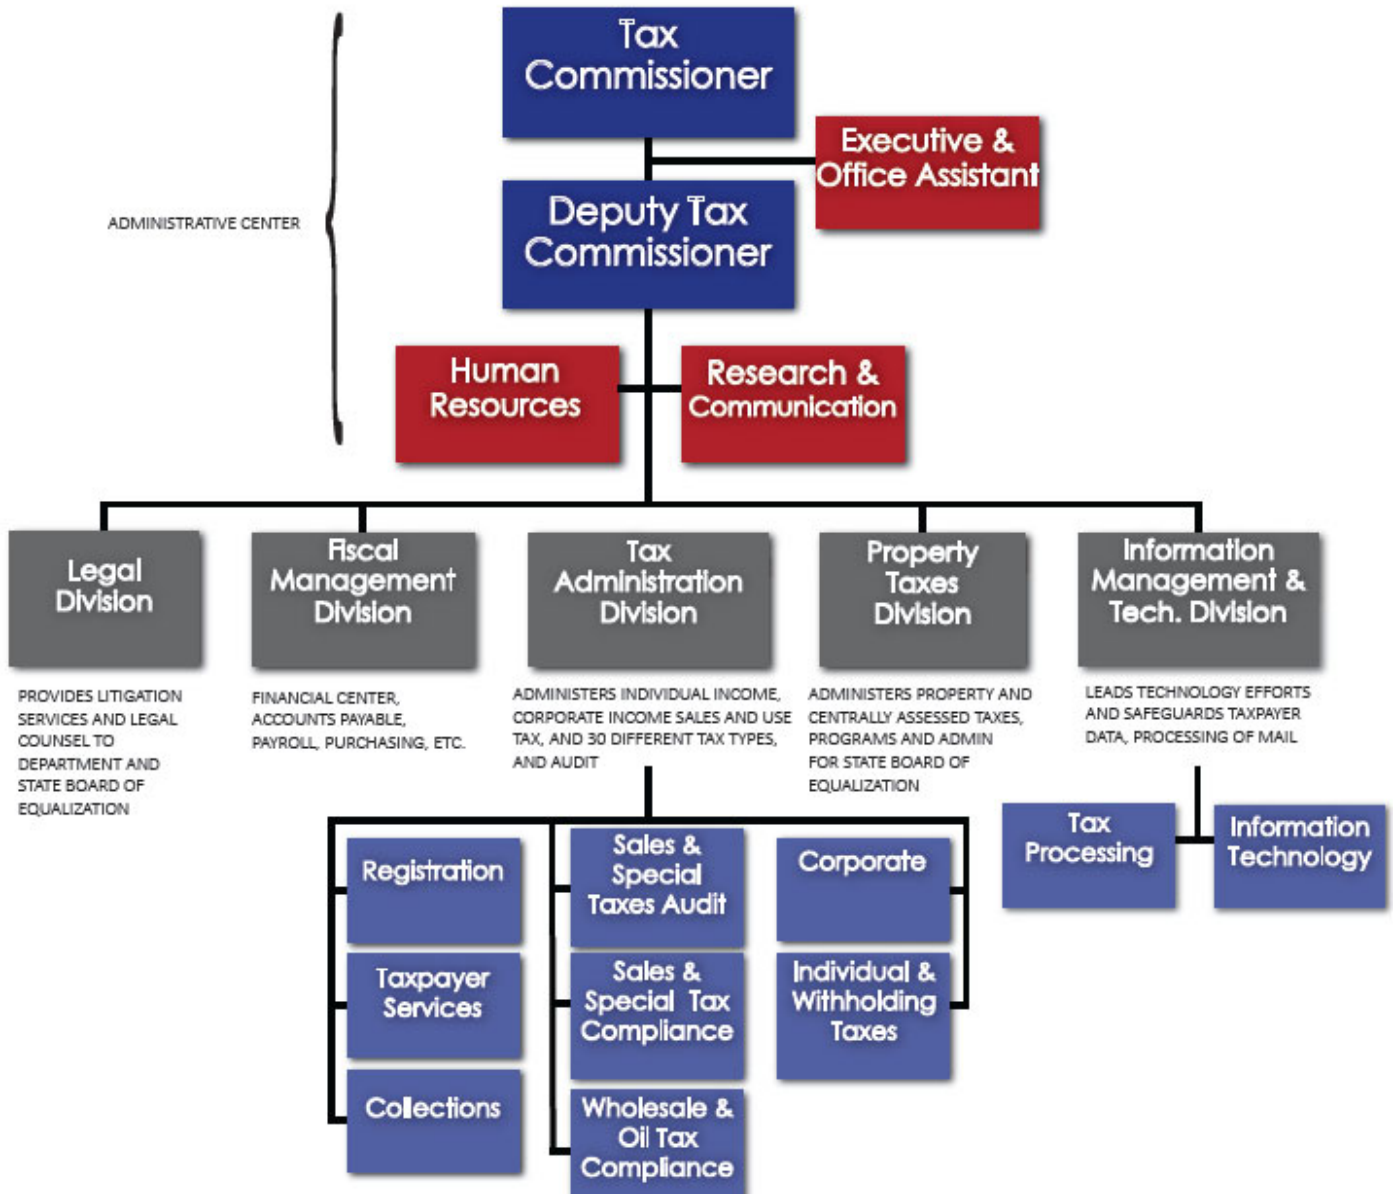 Tax
Commissioner
Executive &
Office Assistant
ADMINISTRATIVE CENTER
Deputy Tax
Commissioner
Human
Resources
Research &
Communication
Legal
Division
Fiscal
Management
Division
Tax
Administration
Division
Property
Taxes
Division
Information
Management &
Tech. Division
PROVIDES LITIGATION
SERVICES AND LEGAL
COUNSEL TO
DEPARTMENT AND
STATE BOARD OF
EQUALIZATION
FINANCIAL CENTER,
ACCOUNTS PAYABLE,
PAYROLL, PURCHASING, ETC.
ADMINISTERS INDIVIDUAL INCOME,
CORPORATE INCOME SALES AND USE
TAX, AND 30 DIFFERENT TAX TYPES,
AND AUDIT
ADMINISTERS PROPERTY AND
CENTRALLY ASSESSED TAXES,
PROGRAMS AND ADMIN
FOR STATE BOARD OF
EQUALIZATION
LEADS TECHNOLOGY EFFORTS
AND SAFEGUARDS TAXPAYER
DATA, PROCESSING OF MAIL
Registration
Taxpayer
Services
Collections
Sales &
Special
Taxes Audit
Sales &
Special Tax
Compliance
Wholesale &
Oil Tax
Compliance
Corporate
Individual &
Withholding
Taxes
Tax
Processing
Information
Technology